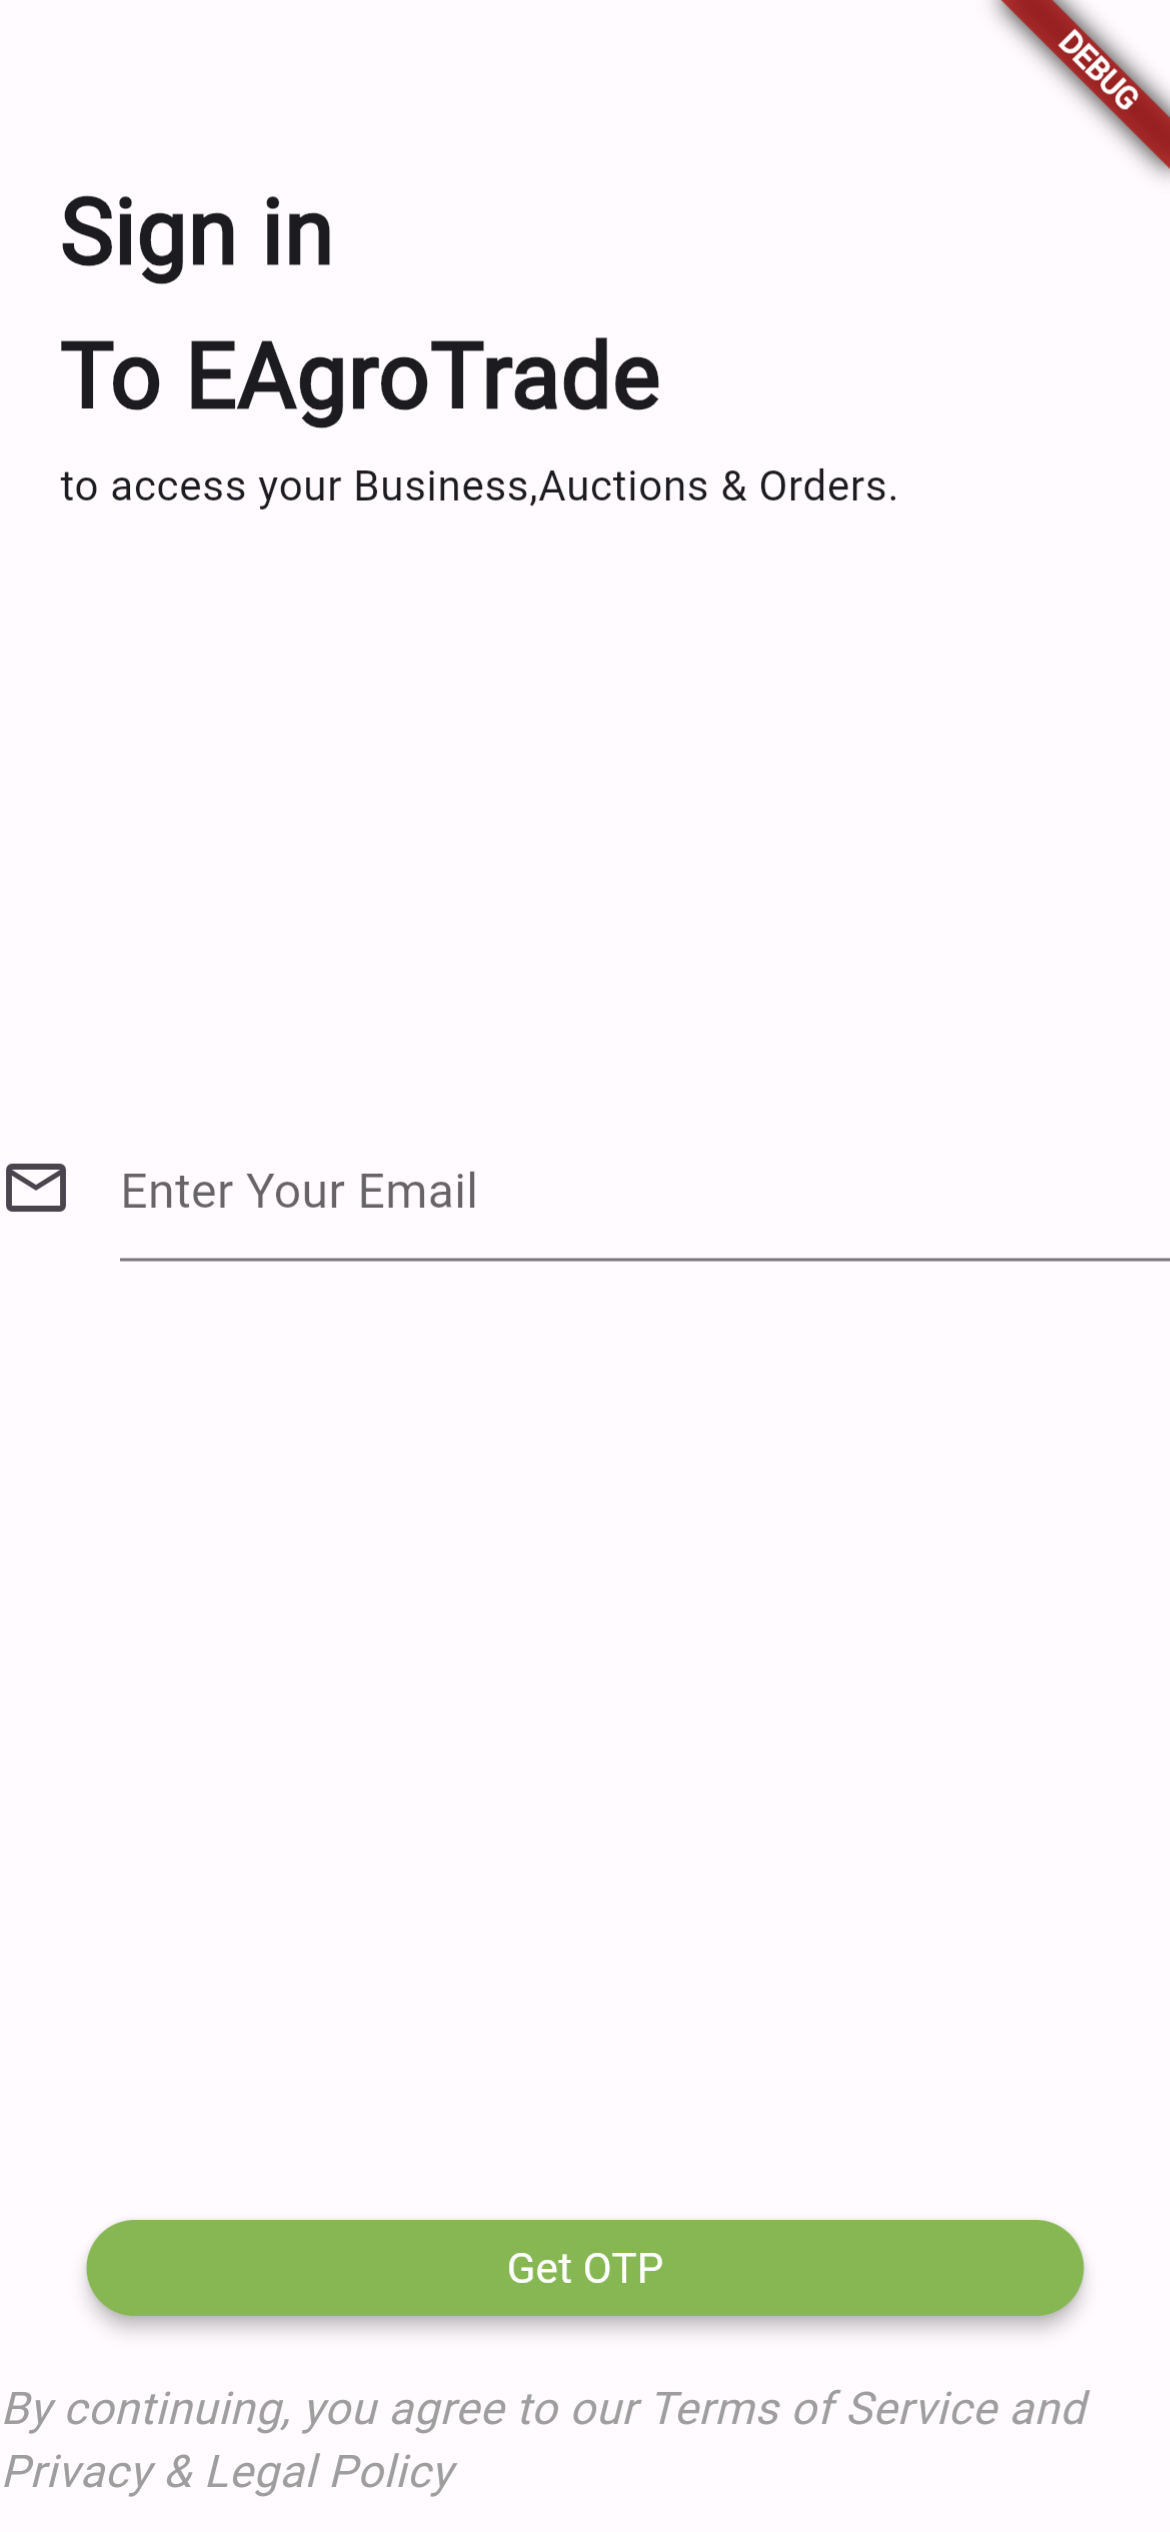 DEBUG
Sign in
To EAgroTrade
to access your Business,Auctions & Orders.
Enter Your Email
Get OTP
By continuing, you agree to our Terms of Service and
Privacy & Legal Policy